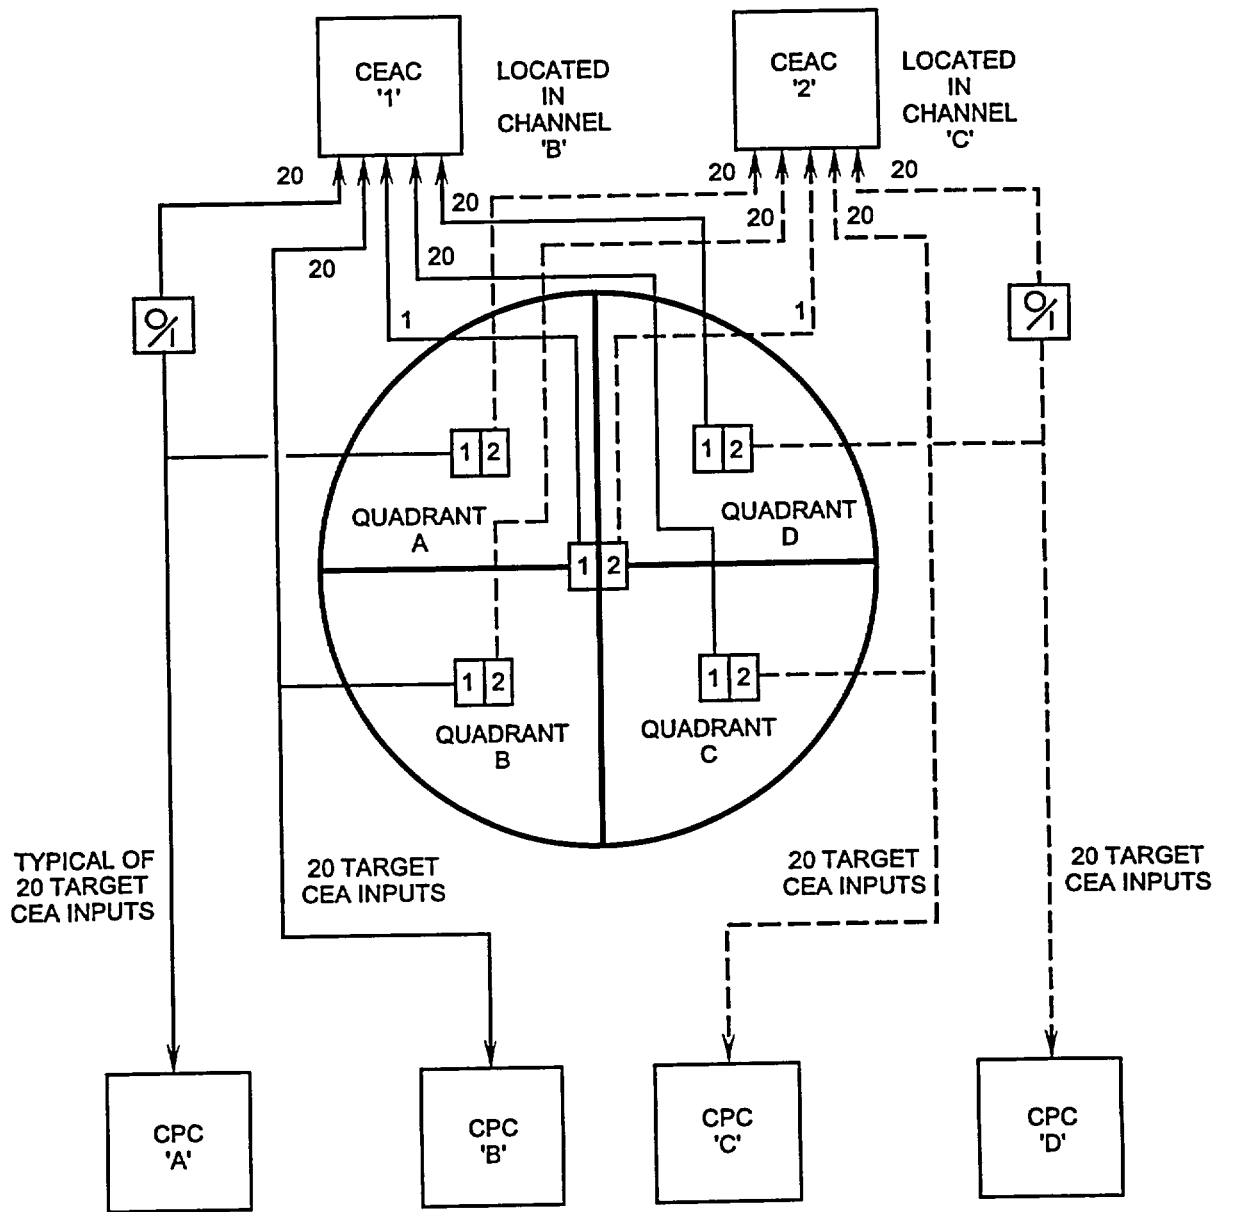 CEAC
'1'
LOCATED
IN
CHANNEL
'B'
CEAC
'2'
LOCATED
IN
CHANNEL
'C'
20
20
1
20
20
20
20
1
20
20
O/I
O/I
1 2
QUADRANT
A
1 2
QUADRANT
D
1 2
1 2
QUADRANT
B
1 2
QUADRANT
C
TYPICAL OF
20 TARGET
CEA INPUTS
20 TARGET
CEA INPUTS
20 TARGET
CEA INPUTS
20 TARGET
CEA INPUTS
CPC
'A'
CPC
'B'
CPC
'C'
CPC
'D'